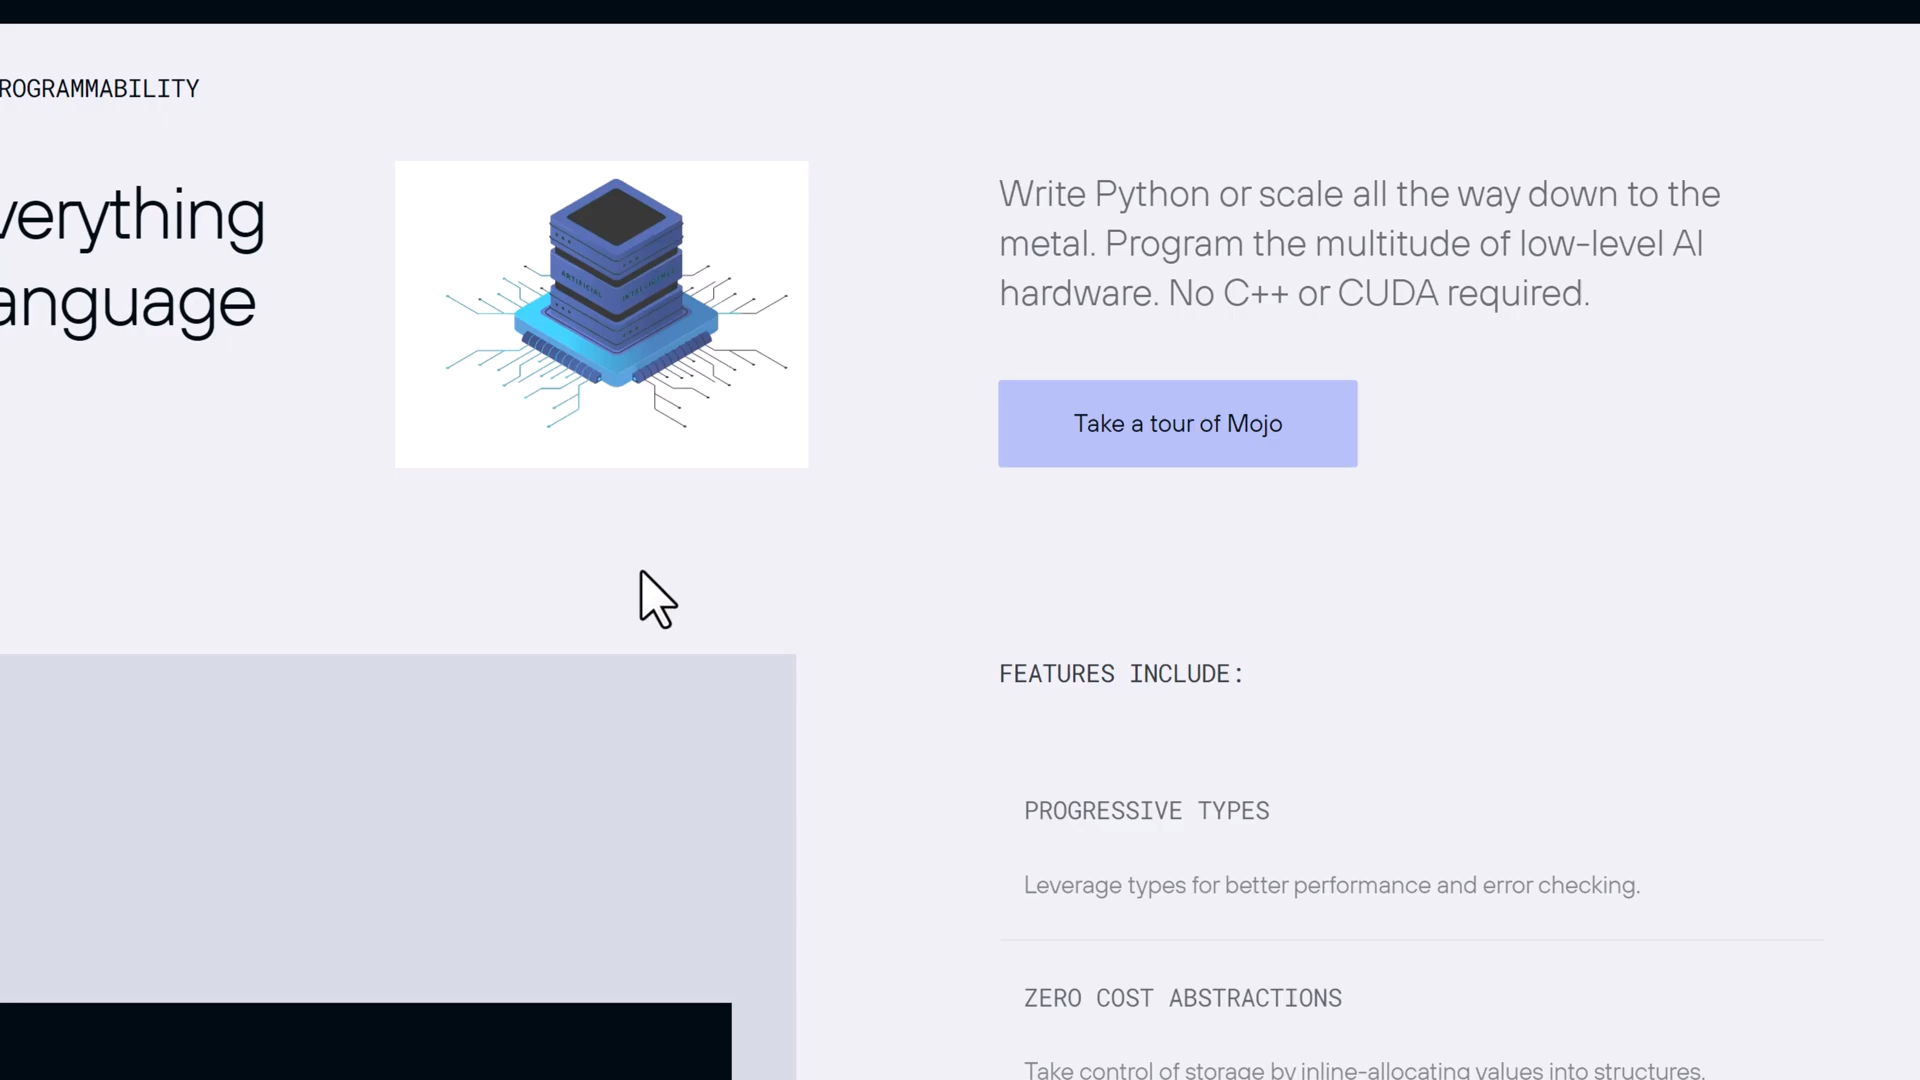 ROGRAMMABILITY
verything
anguage
ARTIFICIAL INTELLIGENCE
Write Python or scale all the way down to the
metal. Program the multitude of low-level AI
hardware. No C++ or CUDA required.
Take a tour of Mojo
FEATURES INCLUDE:
PROGRESSIVE TYPES
Leverage types for better performance and error checking.
ZERO COST ABSTRACTIONS
Take control of storage by inline-allocating values into structures.